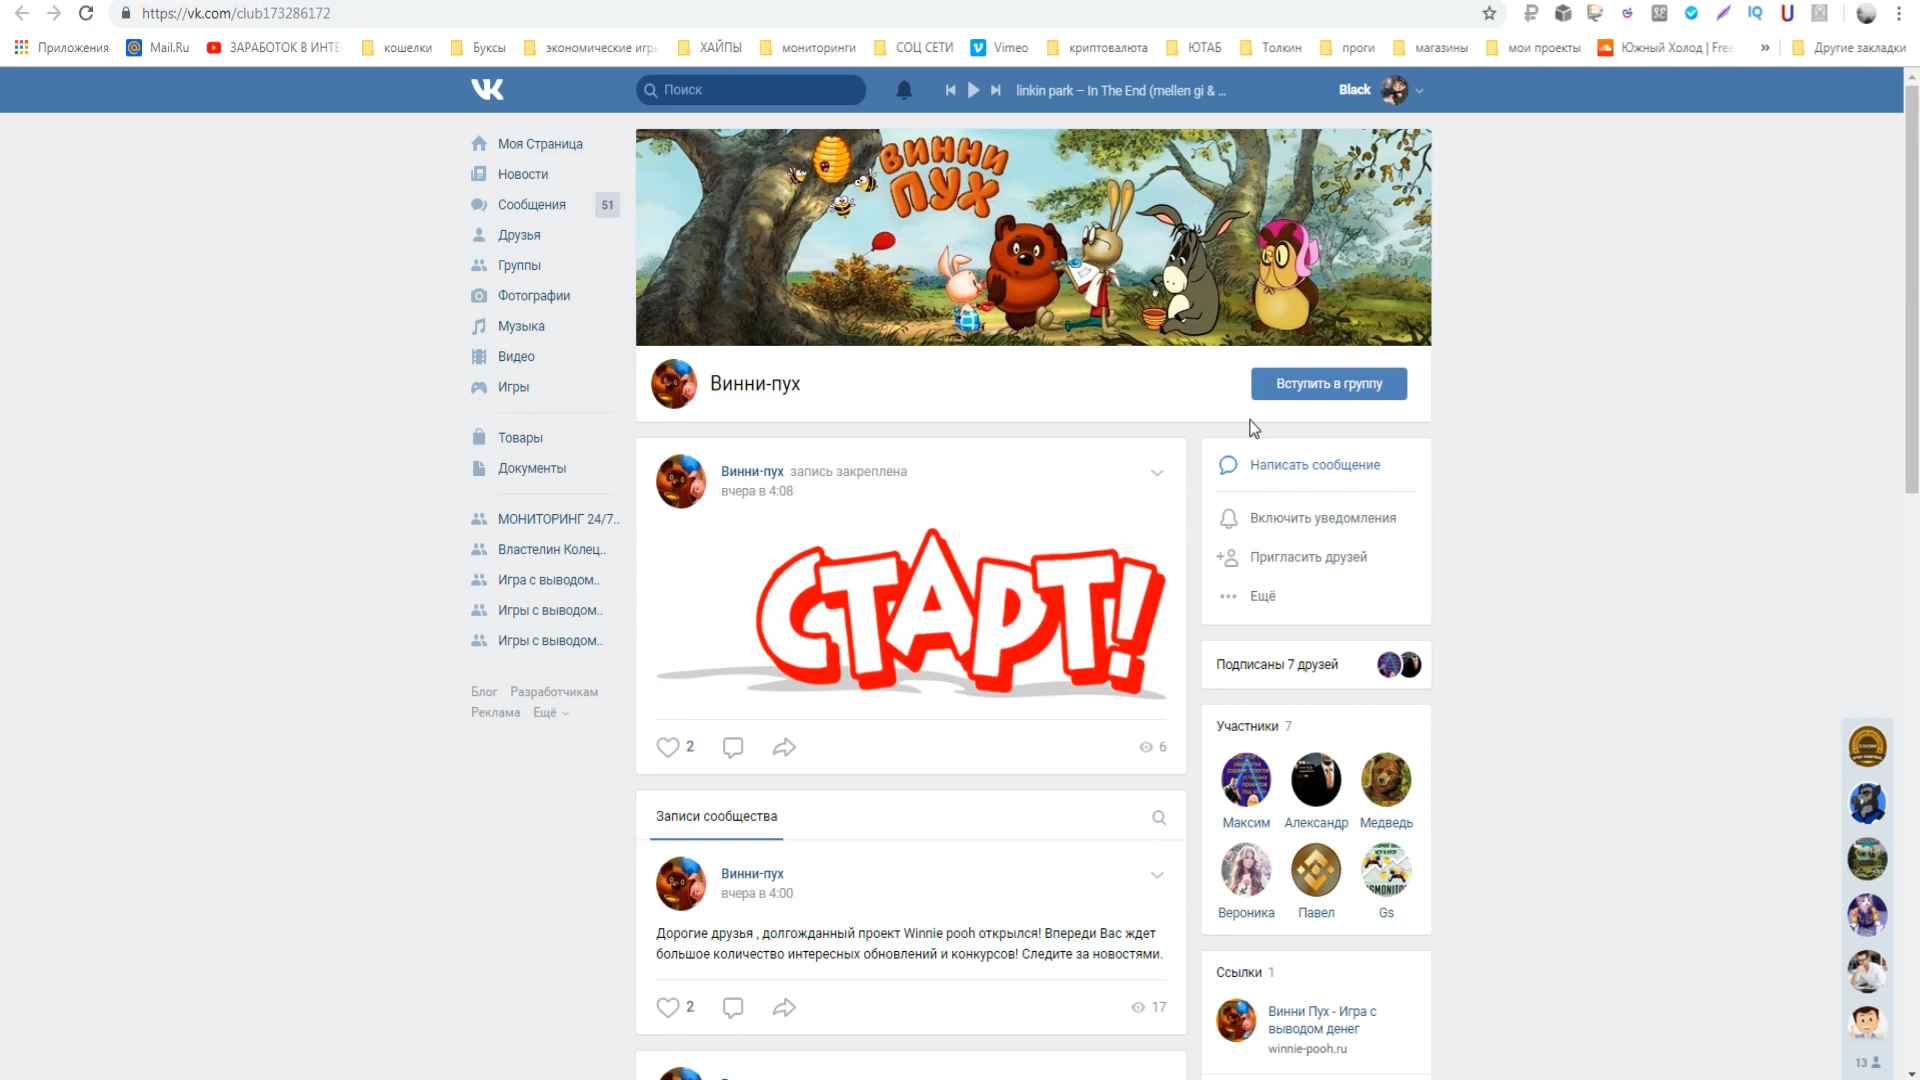 https://vk.com/club173286172
Приложения
Mail.Ru
ЗАРАБОТОК В ИНТЕ
кошелки
Буксы
экономические игр
ХАЙПЫ
мониторинги
СОЦ СЕТИ
Vimeo
криптовалюта
ЮТАБ
Толкин
проги
магазины
мои проекты
Южный Холод | Free
»
Другие закладки
Поиск
linkin park – In The End (mellen gi & ...
Black
Моя Страница
Новости
Сообщения
51
Друзья
Группы
Фотографии
Музыка
Видео
Игры
Товары
Документы
МОНИТОРИНГ 24/7..
Властелин Колец..
Игра с выводом..
Игры с выводом..
Игры с выводом..
Блог Разработчикам
Реклама Ещё
ВИННИ
ПУХ
Винни-пух
Вступить в группу
Винни-пух запись закреплена
вчера в 4:08
СТАРТ!
2
6
Записи сообщества
Винни-пух
вчера в 4:00
Дорогие друзья , долгожданный проект Winnie pooh открылся! Впереди Вас ждет
большое количество интересных обновлений и конкурсов! Следите за новостями.
2
17
Написать сообщение
Включить уведомления
Пригласить друзей
Ещё
Подписаны 7 друзей
Участники 7
Максим
Александр
Медведь
Вероника
Павел
Gs
Ссылки 1
Винни Пух - Игра с
выводом денег
winnie-pooh.ru
13